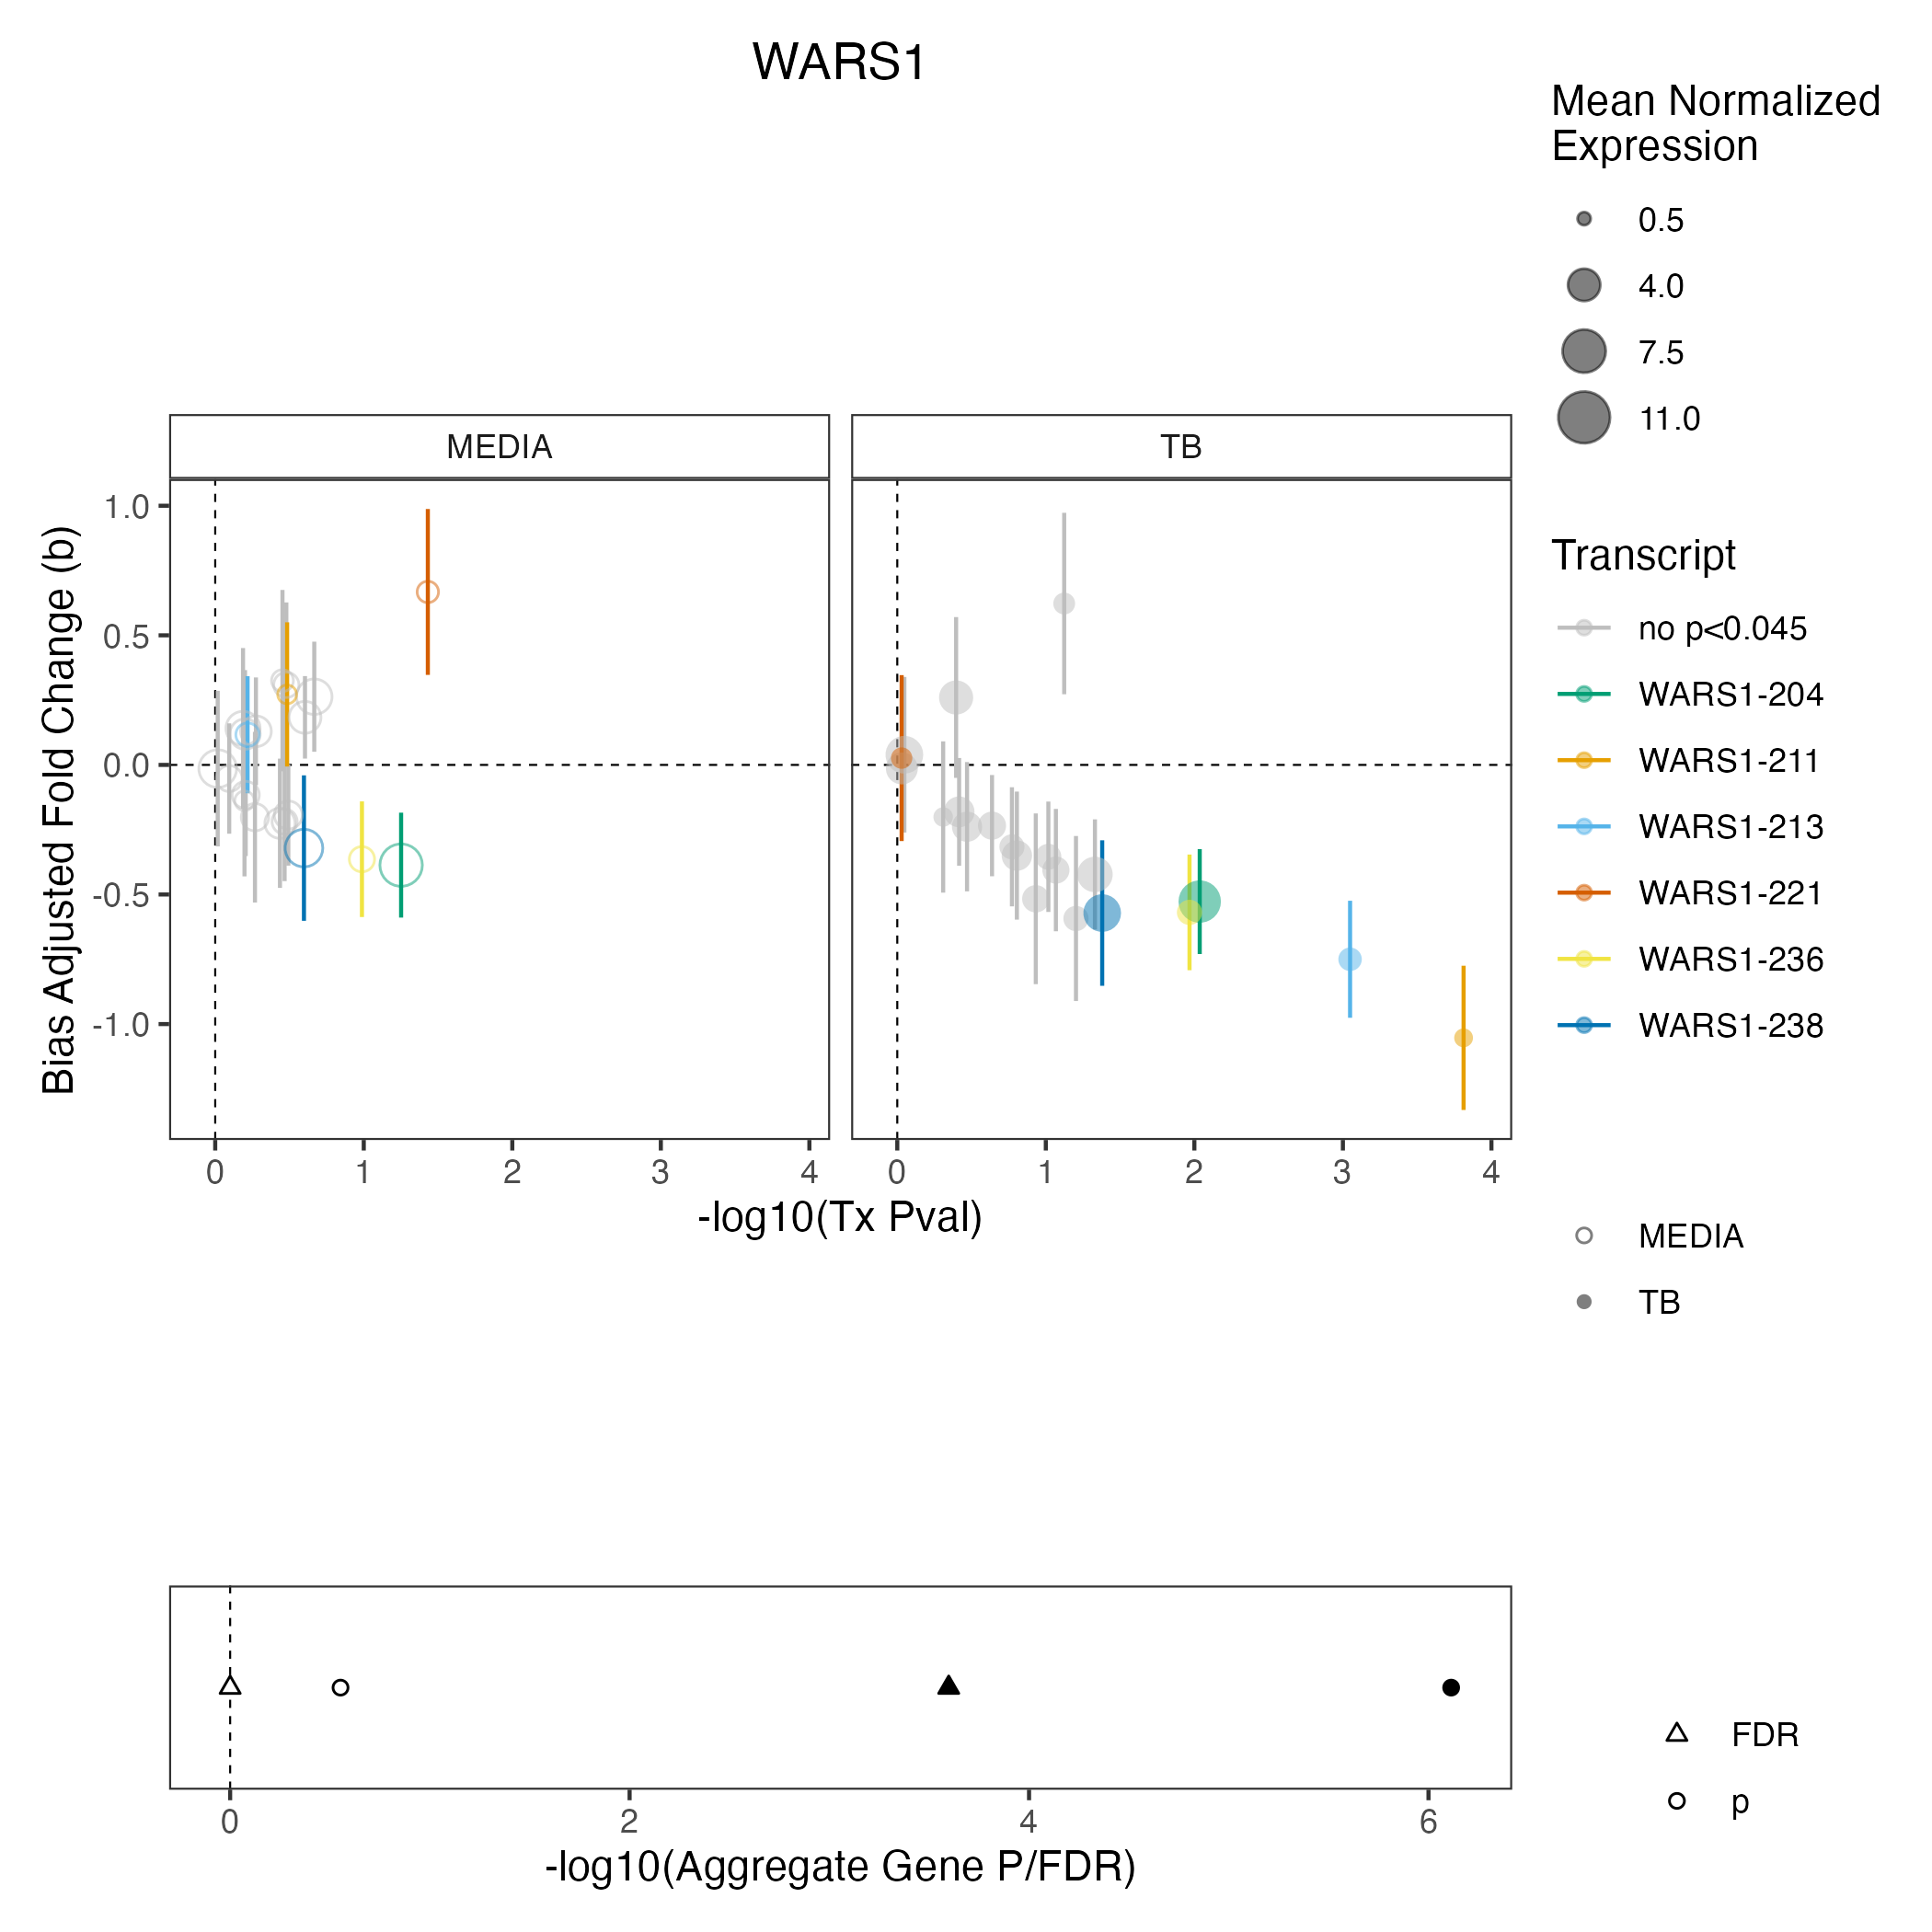 WARS1
Mean Normalized
Expression
0.5
4.0
7.5
11.0
MEDIA
TB
Bias Adjusted Fold Change (b)
1.0
0.5
0.0
-0.5
-1.0
0 1 2 3 4
0 1 2 3 4
-log10(Tx Pval)
Transcript
no p<0.045
WARS1-204
WARS1-211
WARS1-213
WARS1-221
WARS1-236
WARS1-238
MEDIA
TB
0 2 4 6
-log10(Aggregate Gene P/FDR)
FDR
p